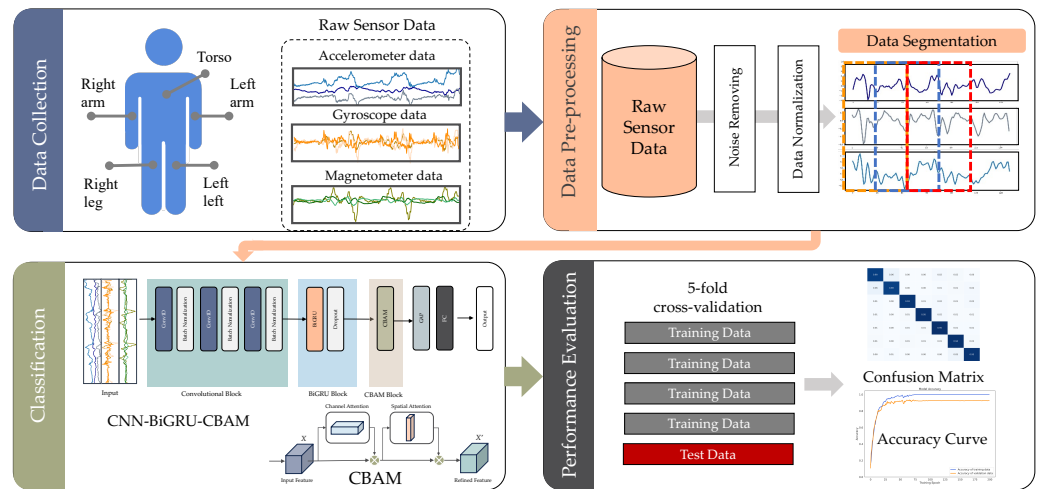 Data Collection
Raw Sensor Data
Torso
Right
arm
Left
arm
Right
leg
Left
left
Accelerometer data
Gyroscope data
Magnetometer data
Data Pre-processing
Raw
Sensor
Data
Noise Removing
Data Normalization
Data Segmentation
Classification
Conv1D
Batch Normalization
Conv1D
Batch Normalization
Conv1D
Batch Normalization
BiGRU
Dropout
CBAM
GAP
FC
Output
Input
Convolutional Block
BiGRU Block
CBAM Block
CNN-BiGRU-CBAM
Channel Attention
Spatial Attention
X
X'
Input Feature
CBAM
Refined Feature
Performance Evaluation
5-fold
cross-validation
Training Data
Training Data
Training Data
Training Data
Test Data
Confusion Matrix
Accuracy Curve